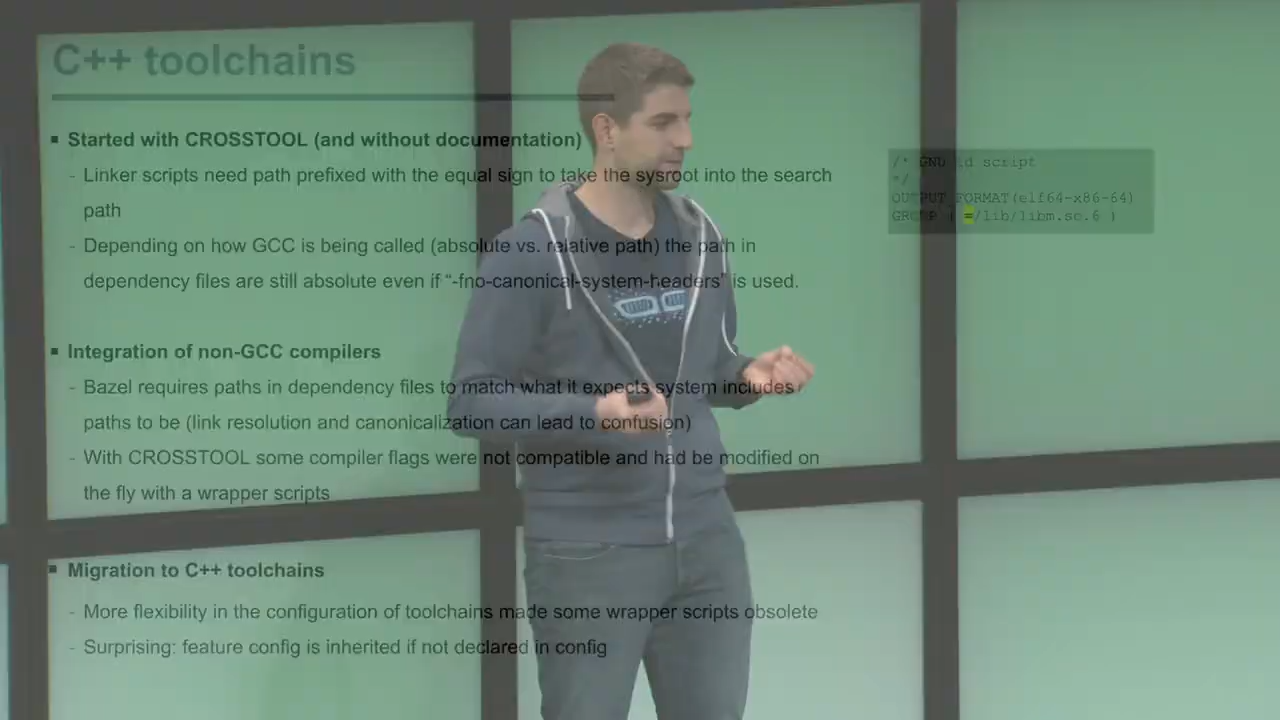 C++ toolchains
▪ Started with CROSSTOOL (and without documentation)
- Linker scripts need path prefixed with the equal sign to take the sysroot into the search
path
- Depending on how GCC is being called (absolute vs. relative path) the path in
dependency files are still absolute even if “-fno-canonical-system-headers” is used.
/* GNU ld script
*/
OUTPUT_FORMAT(elf64-x86-64)
GROUP ( =/lib/libm.so.6 )
▪ Integration of non-GCC compilers
- Bazel requires paths in dependency files to match what it expects system includes
paths to be (link resolution and canonicalization can lead to confusion)
- With CROSSTOOL some compiler flags were not compatible and had be modified on
the fly with a wrapper scripts
▪ Migration to C++ toolchains
- More flexibility in the configuration of toolchains made some wrapper scripts obsolete
- Surprising: feature config is inherited if not declared in config